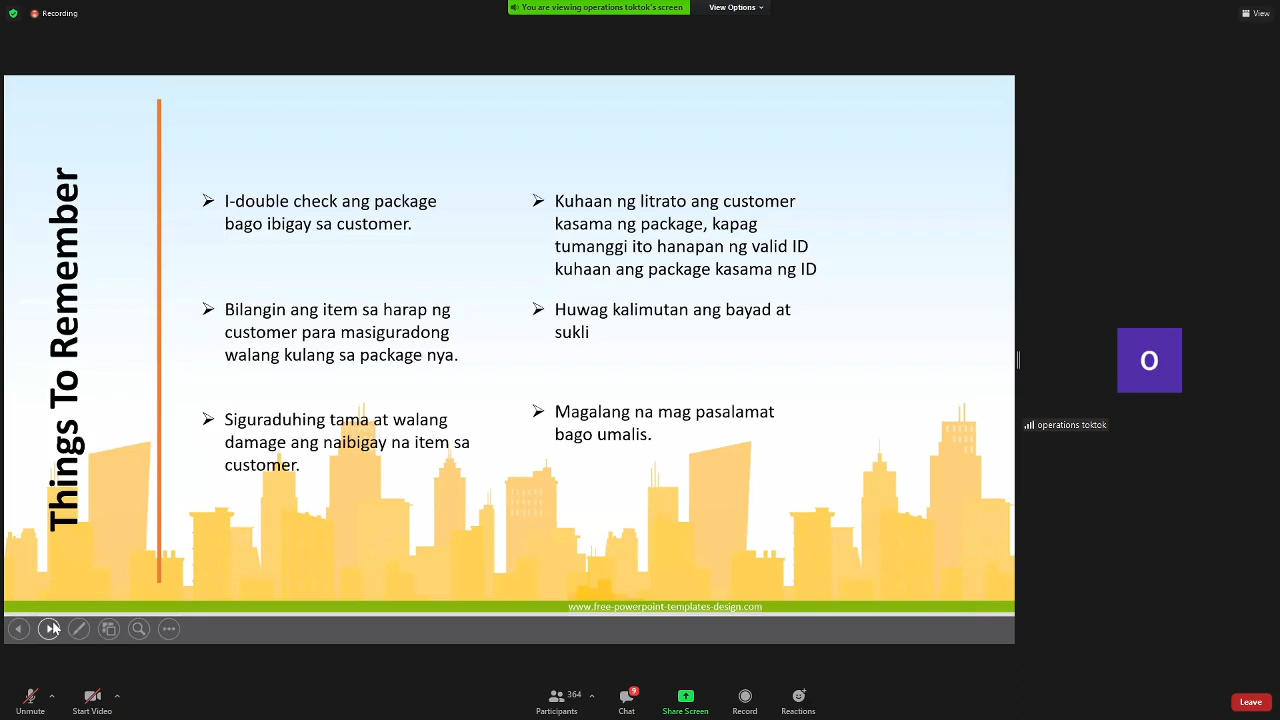 Recording
You are viewing operations toktok's screen
View Options
View
Things To Remember
I-double check ang package
bago ibigay sa customer.
Bilangin ang item sa harap ng
customer para masiguradong
walang kulang sa package nya.
Siguraduhing tama at walang
damage ang naibigay na item sa
customer.
Kuhaan ng litrato ang customer
kasama ng package, kapag
tumanggi ito hanapan ng valid ID
kuhaan ang package kasama ng ID
Huwag kalimutan ang bayad at
sukli
Magalang na mag pasalamat
bago umalis.
www.free-powerpoint-templates-design.com
O
operations toktok
Unmute
Start Video
364
Participants
9
Chat
Share Screen
Record
Reactions
Leave